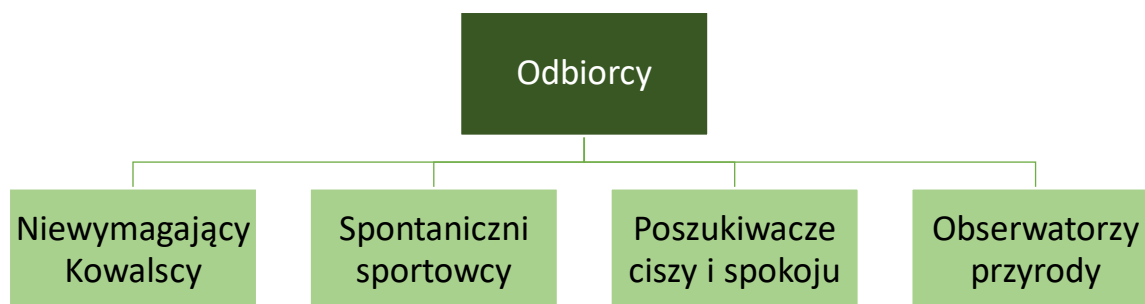 Odbiorcy
Niewymagający
Kowalscy
Spontaniczni
sportowcy
Poszukiwacze
ciszy i spokoju
Obserwatorzy
przyrody